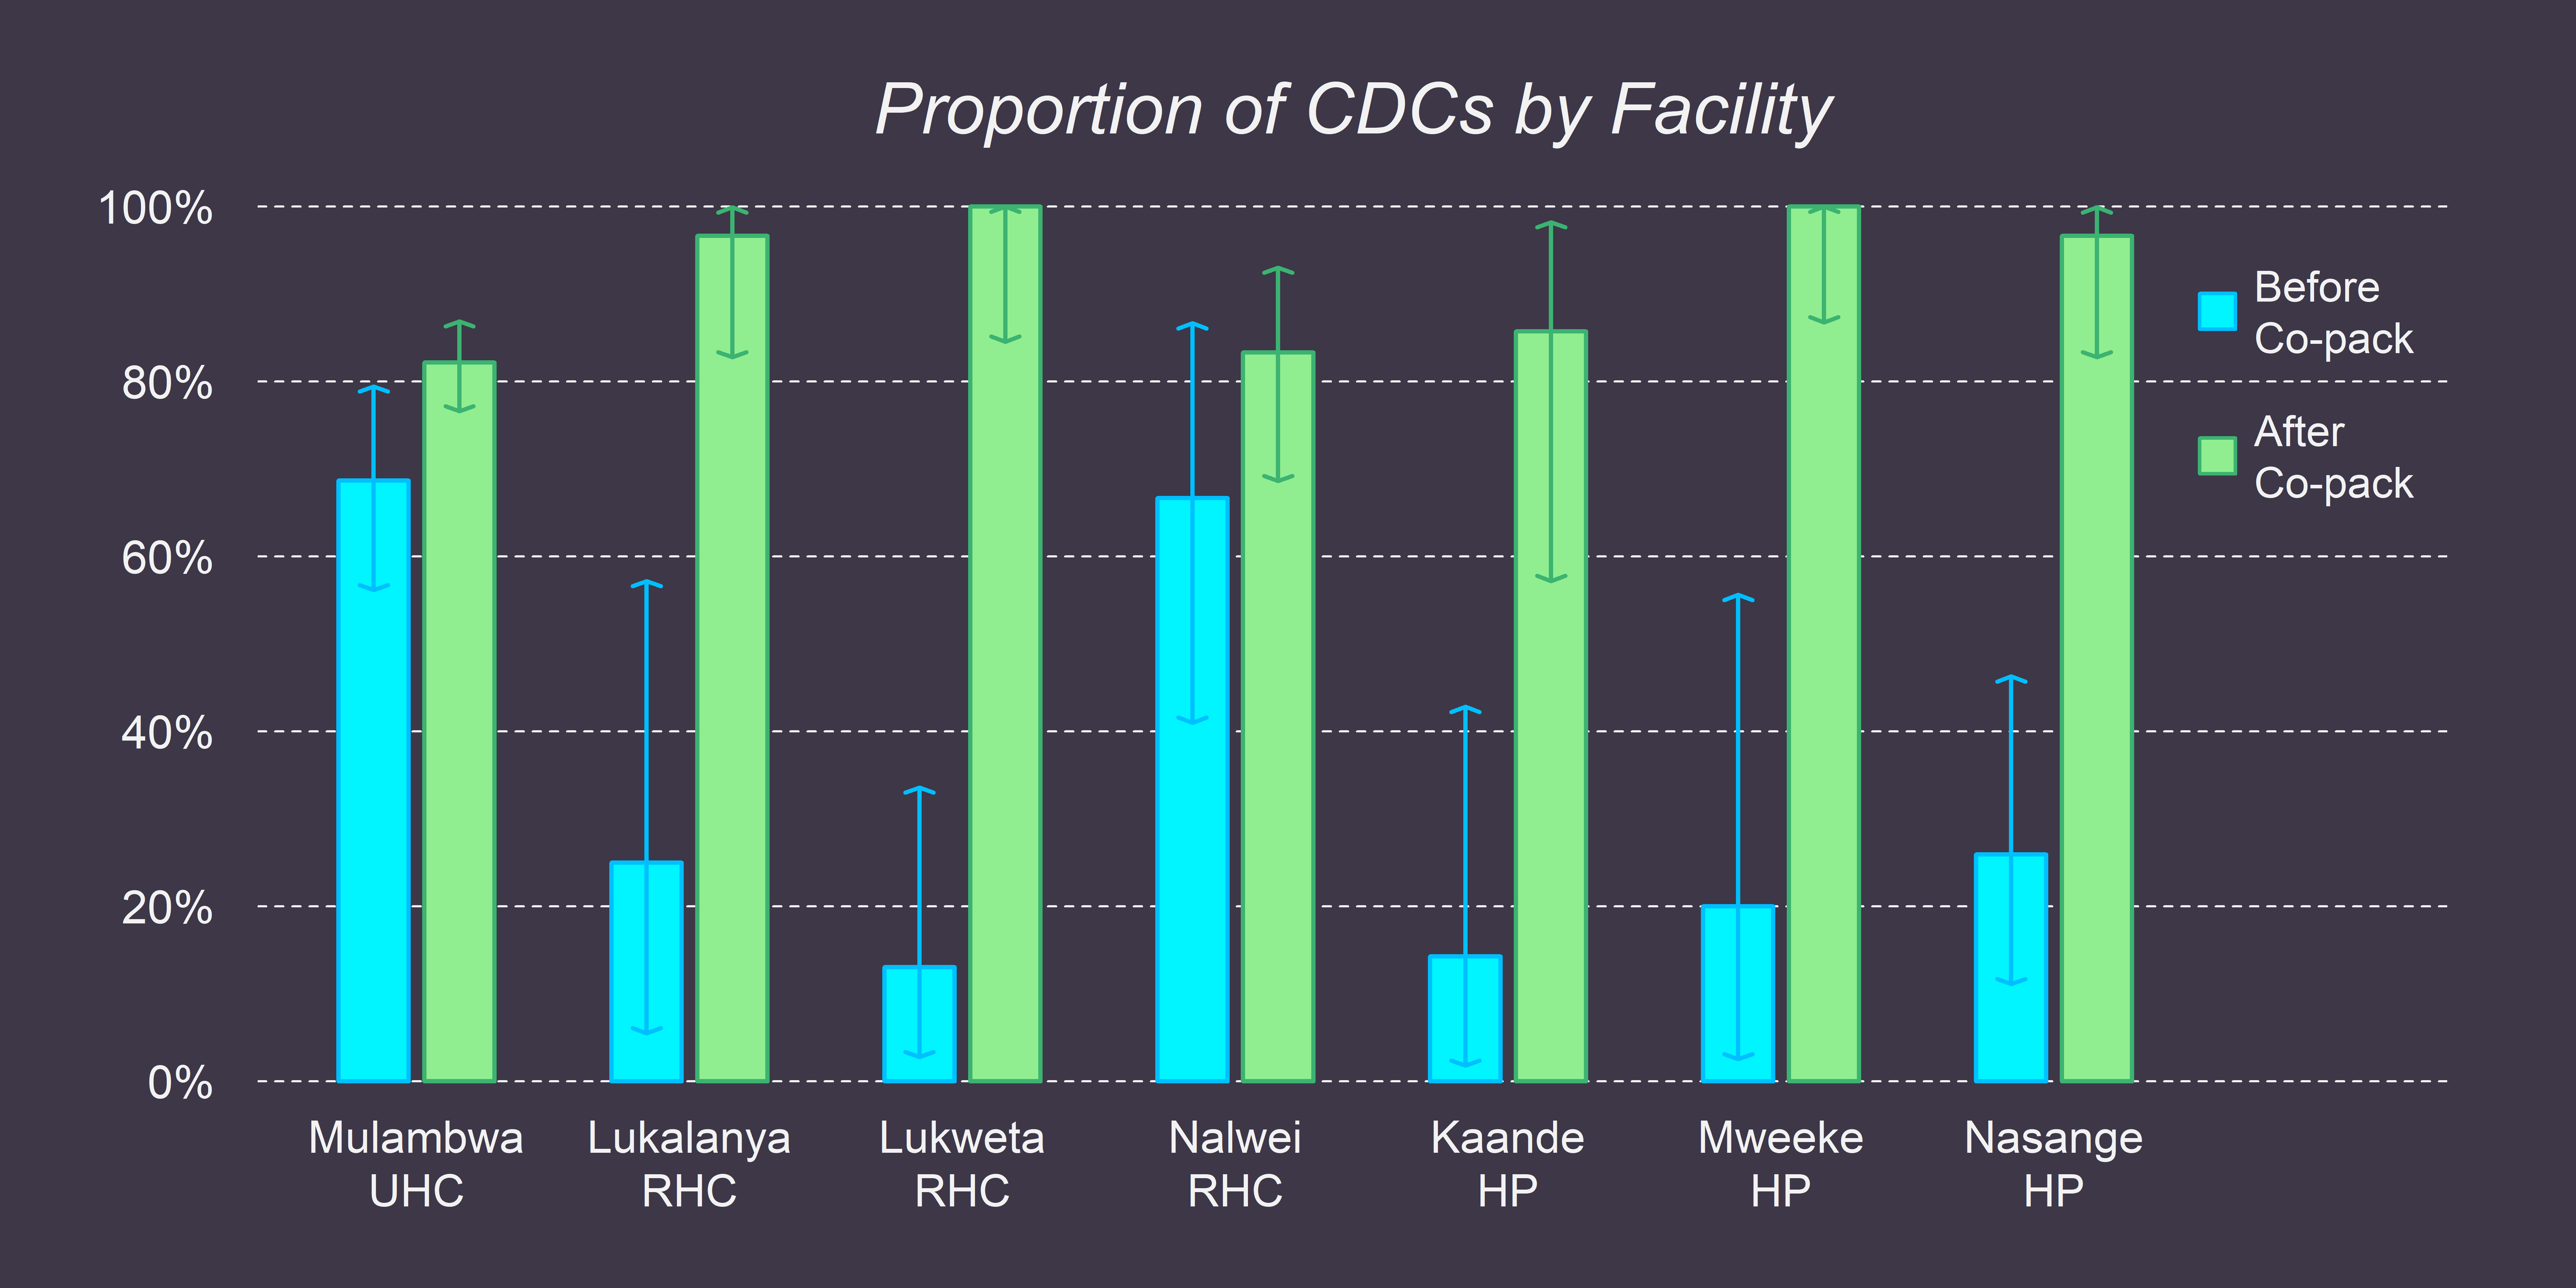 Proportion of CDCs by Facility
100%
80%
60%
40%
20%
0%
Before
Co-pack
After
Co-pack
Mulambwa
UHC
Lukalanya
RHC
Lukweta
RHC
Nalwei
RHC
Kaande
HP
Mweeke
HP
Nasange
HP